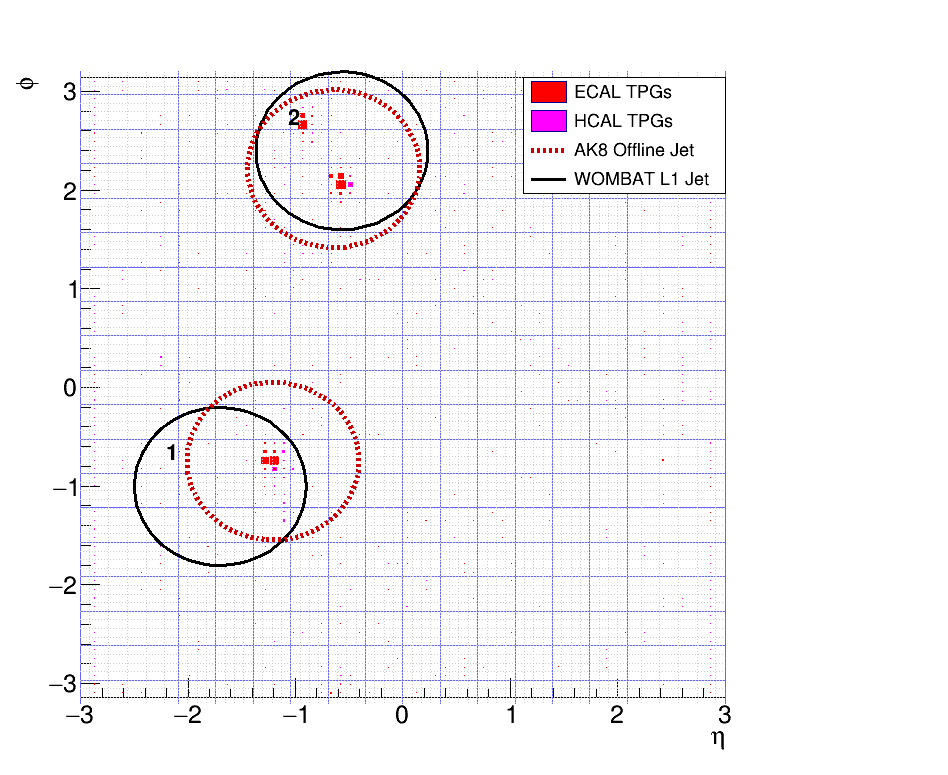 ϕ
3
2
1
0
−1
−2
−3
2
1
ECAL TPGs
HCAL TPGs
AK8 Offline Jet
WOMBAT L1 Jet
−3 −2 −1 0 1 2 3
η